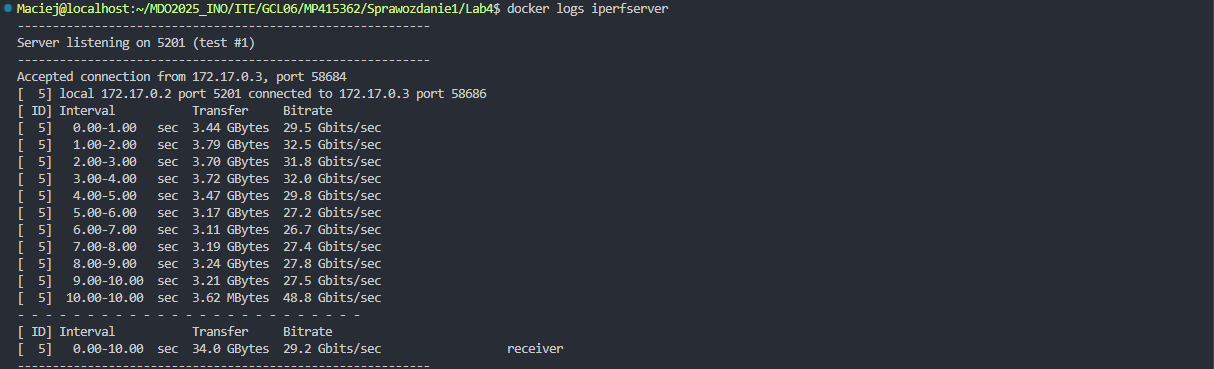 Maciej@localhost:~/MDO2025_INO/ITE/GCL06/MP415362/Sprawozdanie1/Lab4$ docker logs iperfserver
-----------------------------------------------------------
Server listening on 5201 (test #1)
-----------------------------------------------------------
Accepted connection from 172.17.0.3, port 58684
[  5] local 172.17.0.2 port 5201 connected to 172.17.0.3 port 58686
[ ID] Interval           Transfer     Bitrate
[  5]   0.00-1.00   sec  3.44 GBytes  29.5 Gbits/sec
[  5]   1.00-2.00   sec  3.79 GBytes  32.5 Gbits/sec
[  5]   2.00-3.00   sec  3.70 GBytes  31.8 Gbits/sec
[  5]   3.00-4.00   sec  3.72 GBytes  32.0 Gbits/sec
[  5]   4.00-5.00   sec  3.47 GBytes  29.8 Gbits/sec
[  5]   5.00-6.00   sec  3.17 GBytes  27.2 Gbits/sec
[  5]   6.00-7.00   sec  3.11 GBytes  26.7 Gbits/sec
[  5]   7.00-8.00   sec  3.19 GBytes  27.4 Gbits/sec
[  5]   8.00-9.00   sec  3.24 GBytes  27.8 Gbits/sec
[  5]   9.00-10.00  sec  3.21 GBytes  27.5 Gbits/sec
[  5]  10.00-10.00  sec  3.62 MBytes  48.8 Gbits/sec
- - - - - - - - - - - - - - - - - - - - - - - - -
[ ID] Interval           Transfer     Bitrate
[  5]   0.00-10.00  sec  34.0 GBytes  29.2 Gbits/sec                  receiver
-----------------------------------------------------------